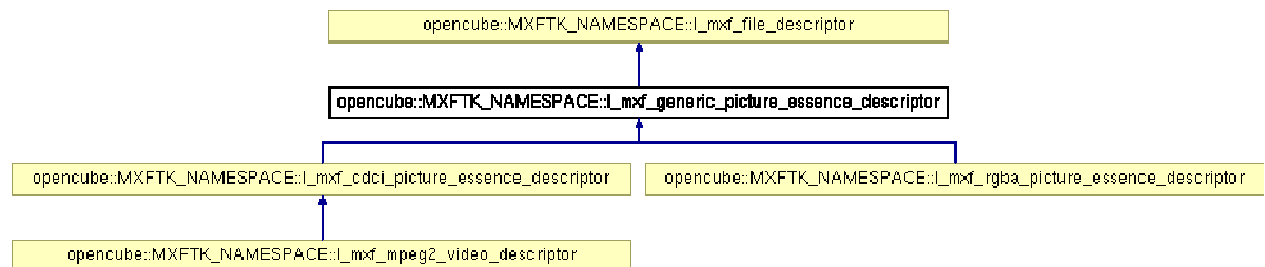 opencube::MXFTK_NAMESPACE::I_mxf_file_descriptor
opencube::MXFTK_NAMESPACE::I_mxf_generic_picture_essence_descriptor
opencube::MXFTK_NAMESPACE::I_mxf_cdci_picture_essence_descriptor
opencube::MXFTK_NAMESPACE::I_mxf_rgba_picture_essence_descriptor
opencube::MXFTK_NAMESPACE::I_mxf_mpeg2_video_descriptor